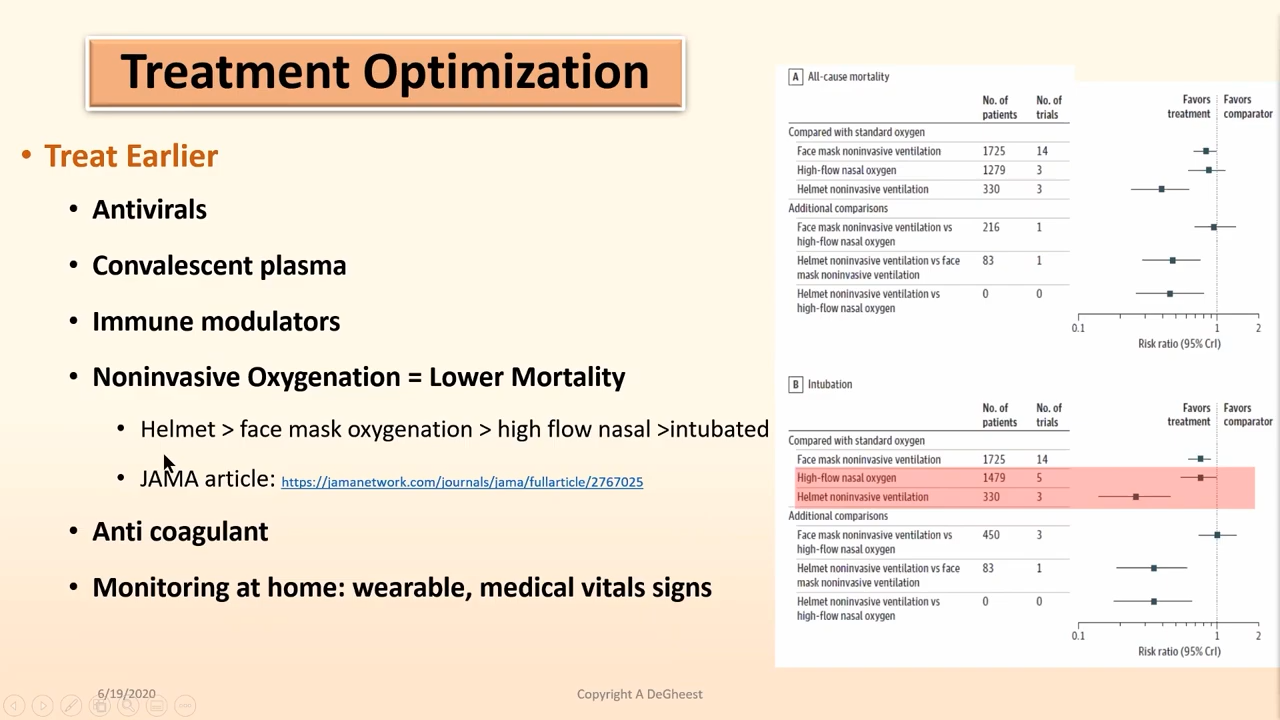 Treatment Optimization
• Treat Earlier
• Antivirals
• Convalescent plasma
• Immune modulators
• Noninvasive Oxygenation = Lower Mortality
• Helmet > face mask oxygenation > high flow nasal >intubated
• JAMA article: https://jamanetwork.com/journals/jama/fullarticle/2767025
• Anti coagulant
• Monitoring at home: wearable, medical vitals signs
A All-cause mortality
No. of patients No. of trials Favors treatment Favors comparator
Compared with standard oxygen
Face mask noninvasive ventilation 1725 14
High-flow nasal oxygen 1279 3
Helmet noninvasive ventilation 330 3
Additional comparisons
Face mask noninvasive ventilation vs 216 1
high-flow nasal oxygen
Helmet noninvasive ventilation vs face 83 1
mask noninvasive ventilation
Helmet noninvasive ventilation vs 0 0
high-flow nasal oxygen
0.1 1 2
Risk ratio (95% CrI)
B Intubation
No. of patients No. of trials Favors treatment Favors comparator
Compared with standard oxygen
Face mask noninvasive ventilation 1725 14
High-flow nasal oxygen 1479 5
Helmet noninvasive ventilation 330 3
Additional comparisons
Face mask noninvasive ventilation vs 450 3
high-flow nasal oxygen
Helmet noninvasive ventilation vs face 83 1
mask noninvasive ventilation
Helmet noninvasive ventilation vs 0 0
high-flow nasal oxygen
0.1 1 2
Risk ratio (95% CrI)
6/19/2020
Copyright A DeGheest